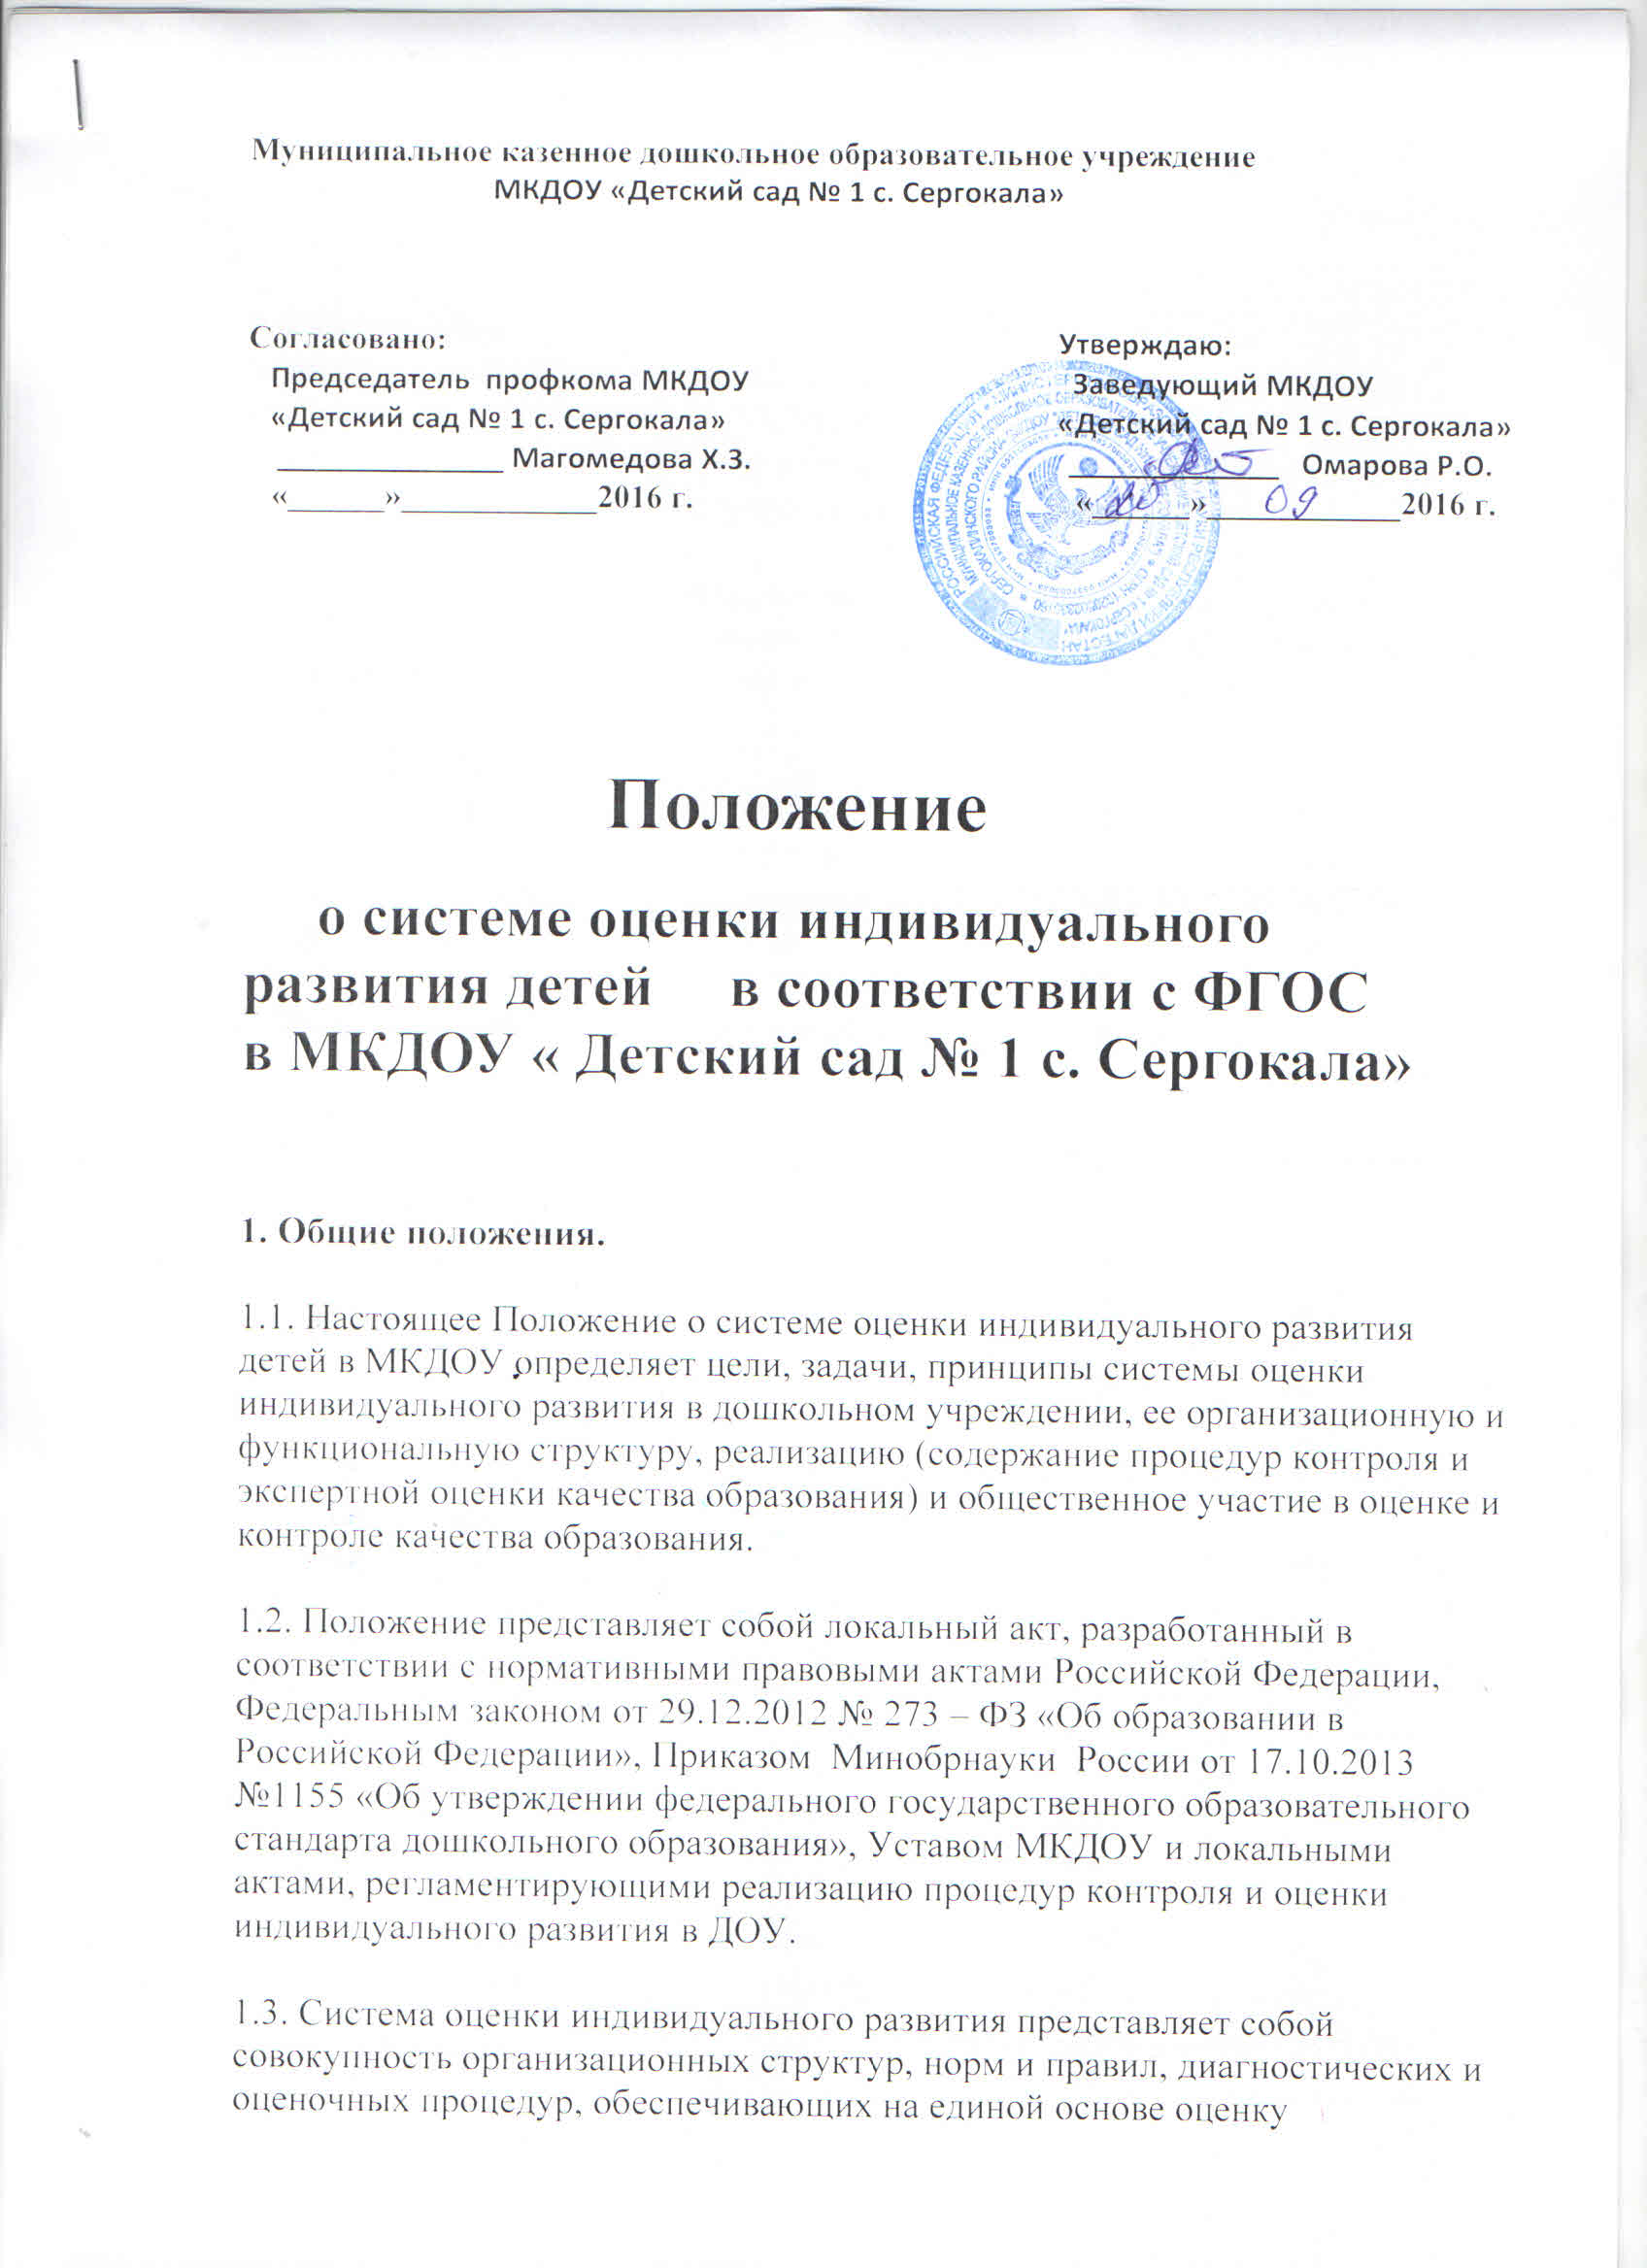 Муниципальное казенное дошкольное образовательное учреждение
МКДОУ «Детский сад № 1 с. Сергокала»
Согласовано:
Председатель профкома МКДОУ
«Детский сад № 1 с. Сергокала»
______________ Магомедова Х.З.
«______»____________2016 г.
Утверждаю:
Заведующий МКДОУ
«Детский сад № 1 с. Сергокала»
_____________ Омарова Р.О.
«______» 09 ____________2016 г.
Положение
о системе оценки индивидуального
развития детей в соответствии с ФГОС
в МКДОУ « Детский сад № 1 с. Сергокала»
1. Общие положения.
1.1. Настоящее Положение о системе оценки индивидуального развития
детей в МКДОУ определяет цели, задачи, принципы системы оценки
индивидуального развития в дошкольном учреждении, ее организационную и
функциональную структуру, реализацию (содержание процедур контроля и
экспертной оценки качества образования) и общественное участие в оценке и
контроле качества образования.
1.2. Положение представляет собой локальный акт, разработанный в
соответствии с нормативными правовыми актами Российской Федерации,
Федеральным законом от 29.12.2012 № 273 – ФЗ «Об образовании в
Российской Федерации», Приказом Минобрнауки России от 17.10.2013
№1155 «Об утверждении федерального государственного образовательного
стандарта дошкольного образования», Уставом МКДОУ и локальными
актами, регламентирующими реализацию процедур контроля и оценки
индивидуального развития в ДОУ.
1.3. Система оценки индивидуального развития представляет собой
совокупность организационных структур, норм и правил, диагностических и
оценочных процедур, обеспечивающих на единой основе оценку